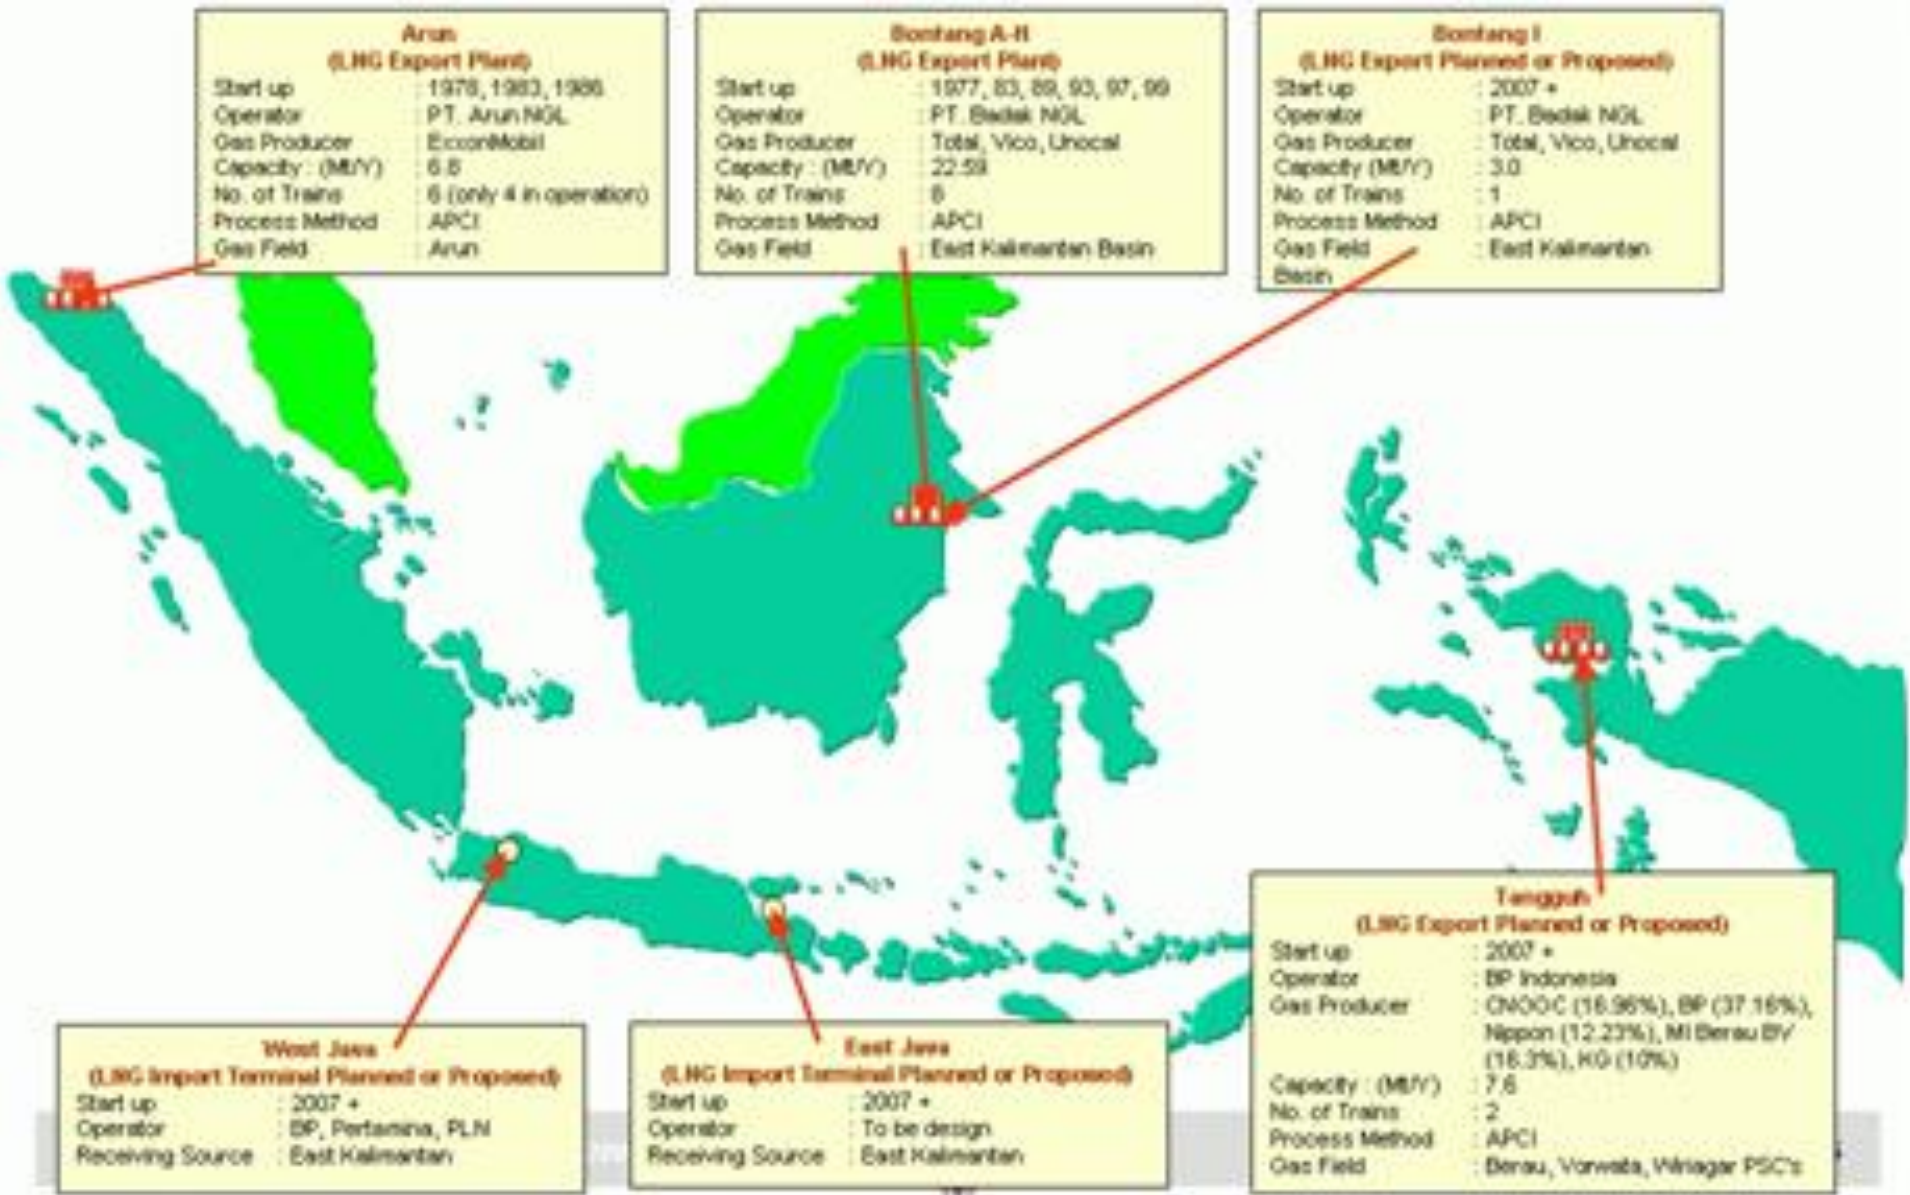 Arun
(LNG Export Plant)
Start up : 1978, 1983, 1986
Operator : PT. Arun NGL
Gas Producer : ExxonMobil
Capacity : (Mt/Y) : 6.8
No. of Trains : 6 (only 4 in operation)
Process Method : APCI
Gas Field : Arun
Bontang A-H
(LNG Export Plant)
Start up : 1977, 83, 89, 93, 97, 99
Operator : PT. Badak NGL
Gas Producer : Total, Vico, Unocal
Capacity : (Mt/Y) : 22.59
No. of Trains : 8
Process Method : APCI
Gas Field : East Kalimantan Basin
Bontang I
(LNG Export Planned or Proposed)
Start up : 2007 +
Operator : PT. Badak NGL
Gas Producer : Total, Vico, Unocal
Capacity (Mt/Y) : 3.0
No. of Trains : 1
Process Method : APCI
Gas Field : East Kalimantan
Basin
West Java
(LNG Import Terminal Planned or Proposed)
Start up : 2007 +
Operator : BP, Pertamina, PLN
Receiving Source : East Kalimantan
East Java
(LNG Import Terminal Planned or Proposed)
Start up : 2007 +
Operator : To be design
Receiving Source : East Kalimantan
Tangguh
(LNG Export Planned or Proposed)
Start up : 2007 +
Operator : BP Indonesia
Gas Producer : CNOOC (16.96%), BP (37.16%),
Nippon (12.23%), MI Berau BV
(16.3%), KG (10%)
Capacity : (Mt/Y) : 7.6
No. of Trains : 2
Process Method : APCI
Gas Field : Berau, Vorwata, Wiriagar PSC's